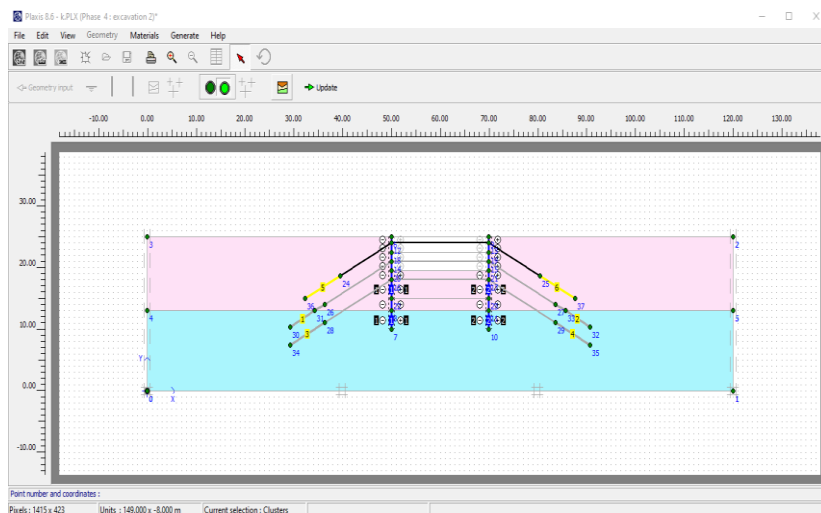 Plaxis 8.6 - k.PLX (Phase 4 : excavation 2)*
File Edit View Geometry Materials Generate Help
Geometry input Update
-10.00 0.00 10.00 20.00 30.00 40.00 50.00 60.00 70.00 80.00 90.00 100.00 110.00 120.00 130.00
30.00
20.00
10.00
0.00
-10.00
3 2
24 25
5 6
36 37
4 5
1 26 27 2
31 33
30 3 28 29 4 32
34 7 10 35
Y
0 X 1
Point number and coordinates :
Pixels : 1415 x 423 Units : 149.000 x -8.000 m Current selection : Clusters